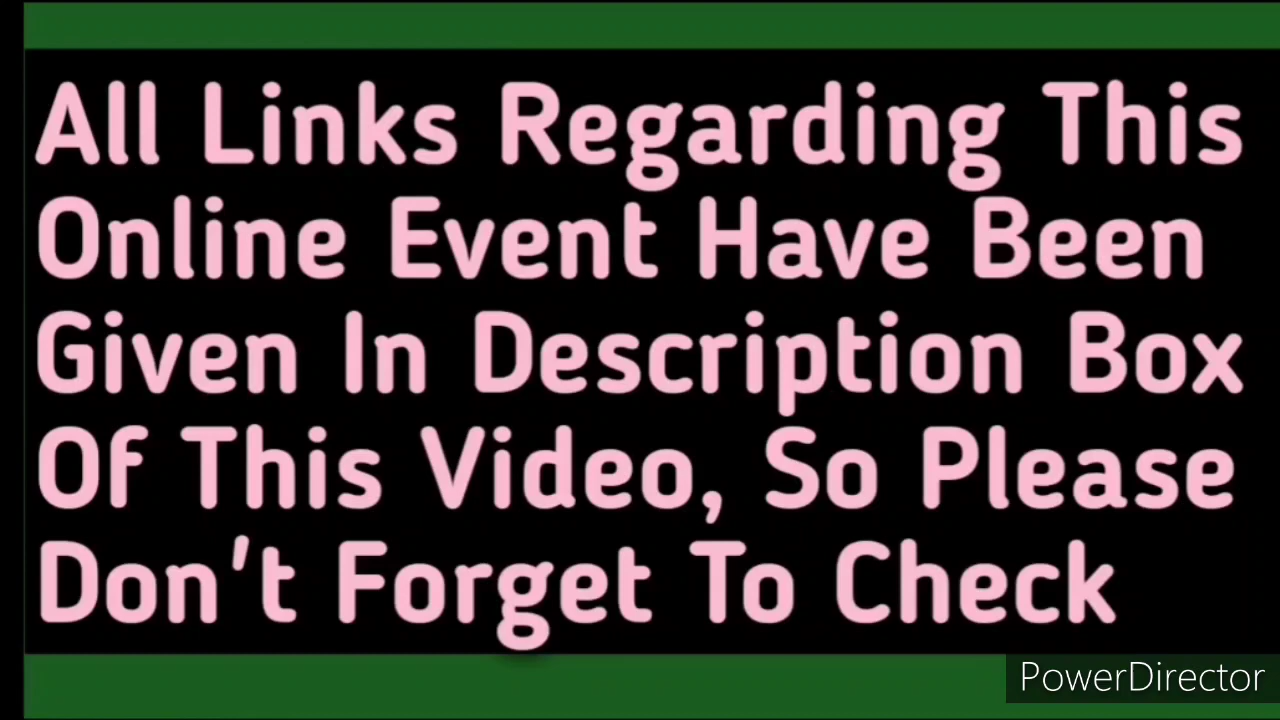 All Links Regarding This
Online Event Have Been
Given In Description Box
Of This Video, So Please
Don't Forget To Check
PowerDirector